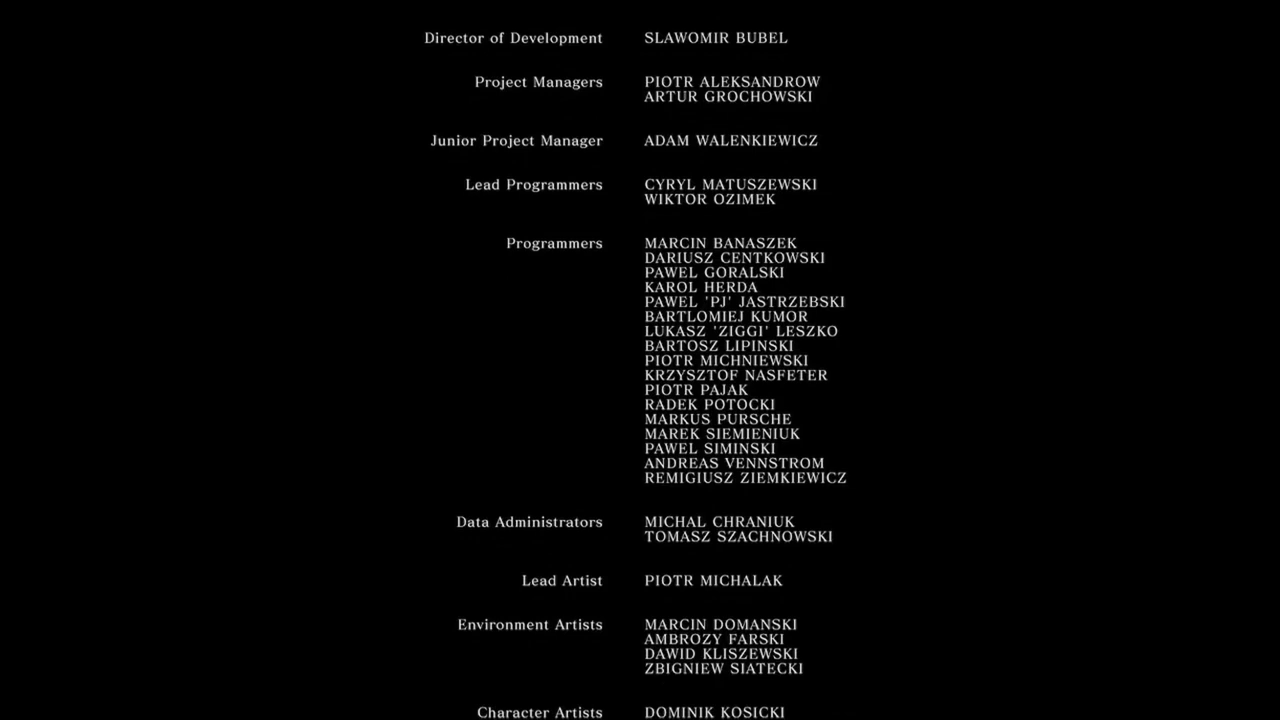 Director of Development SLAWOMIR BUBEL
Project Managers PIOTR ALEKSANDROW
ARTUR GROCHOWSKI
Junior Project Manager ADAM WALENKIEWICZ
Lead Programmers CYRYL MATUSZEWSKI
WIKTOR OZIMEK
Programmers MARCIN BANASZEK
DARIUSZ CENTKOWSKI
PAWEL GORALSKI
KAROL HERDA
PAWEL 'PJ' JASTRZEBSKI
BARTLOMIEJ KUMOR
LUKASZ 'ZIGGI' LESZKO
BARTOSZ LIPINSKI
PIOTR MICHNIEWSKI
KRZYSZTOF NASFETER
PIOTR PAJAK
RADEK POTOCKI
MARKUS PURSCHE
MAREK SIEMIENIUK
PAWEL SIMINSKI
ANDREAS VENNSTROM
REMIGIUSZ ZIEMKIEWICZ
Data Administrators MICHAL CHRANIUK
TOMASZ SZACHNOWSKI
Lead Artist PIOTR MICHALAK
Environment Artists MARCIN DOMANSKI
AMBROZY FARSKI
DAWID KLISZEWSKI
ZBIGNIEW SIATECKI
Character Artists DOMINIK KOSICKI